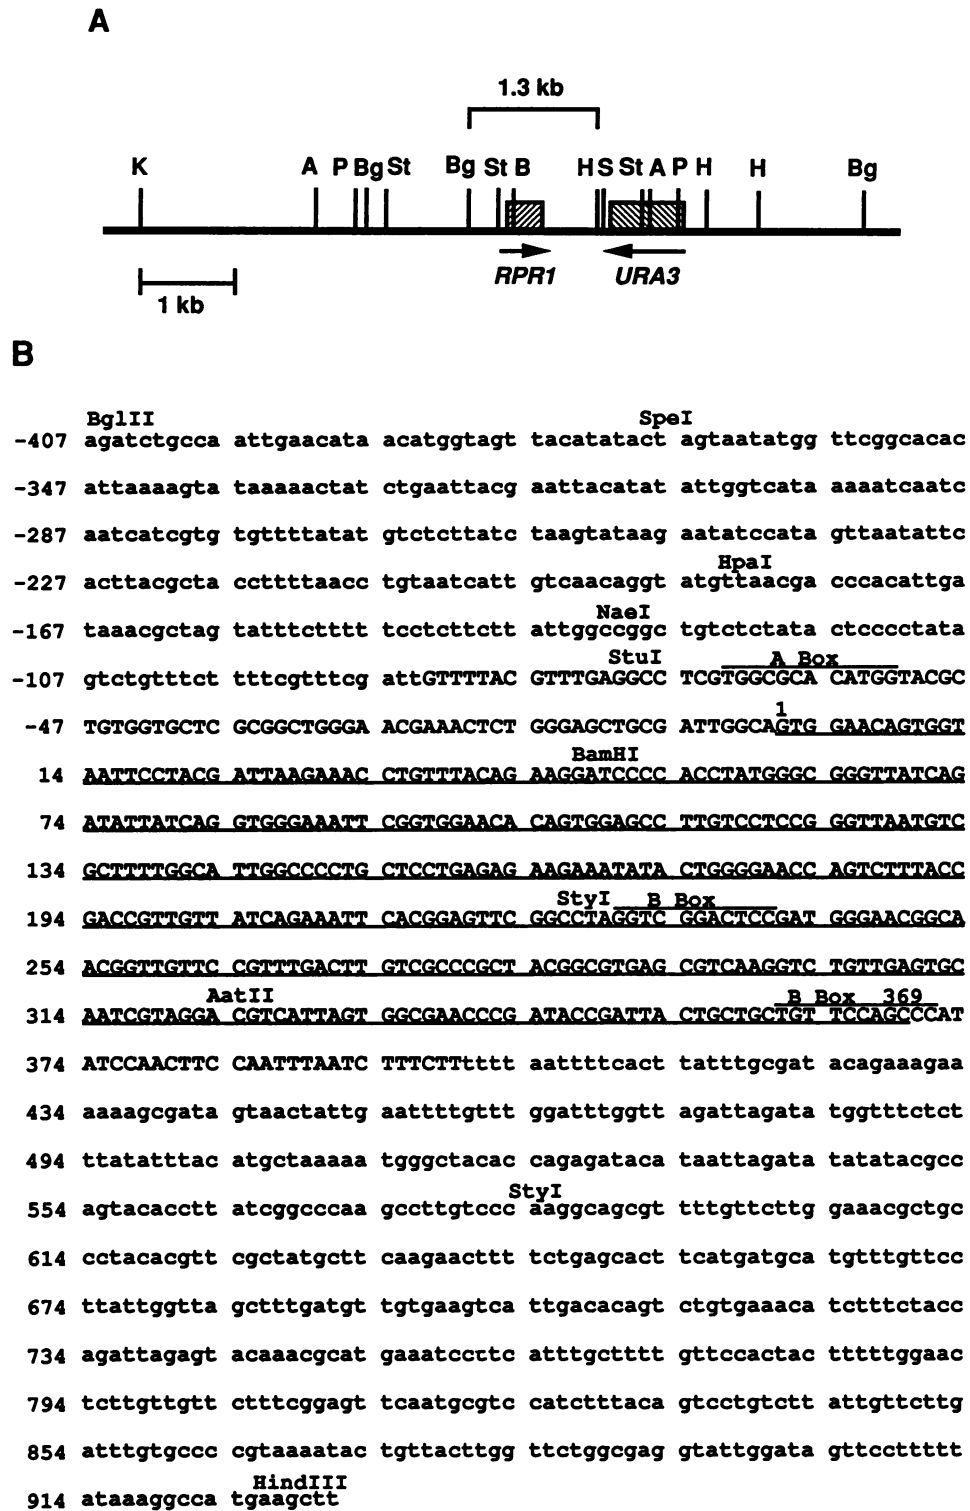 A
1.3 kb
K A P Bg St Bg St B H S St A P H H Bg
RPR1 URA3
1 kb
B
BglII SpeI
-407 agatctgcca attgaacata acatggtagt tacatatact agtaatatgg ttcggcacac
-347 attaaaagta taaaaactat ctgaattacg aattacatat attggtcata aaaatcaatc
-287 aatcatcgtg tgttttatat gtctcttatc taagtataag aatatccata gttaatattc
HpaI
-227 acttacgcta ccttttaacc tgtaatcatt gtcaacaggt atgttaacga cccacattga
NaeI
-167 taaacgctag tatttctttt tcctcttctt attggccggc tgtctctata ctcccctata
StuI A Box
-107 gtctgtttct tttcgtttcg attGTTTTAC GTTTGAGGCC TCGTGGCGCA CATGGTACGC
1
-47 TGTGGTGCTC GCGGCTGGGA ACGAAACTCT GGGAGCTGCG ATTGGCAGTG GAACAGTGGT
BamHI
14 AATTCCTACG ATTAAGAAAC CTGTTTACAG AAGGATCCCC ACCTATGGGC GGGTTATCAG
74 ATATTATCAG GTGGGAAATT CGGTGGAACA CAGTGGAGCC TTGTCCTCCG GGTTAATGTC
134 GCTTTTGGCA TTGGCCCCTG CTCCTGAGAG AAGAAATATA CTGGGGAACC AGTCTTTACC
StyI B Box
194 GACCGTTGTT ATCAGAAATT CACGGAGTTC GGCCTAGGTC GGACTCCGAT GGGAACGGCA
254 ACGGTTGTTC CGTTTGACTT GTCGCCCGCT ACGGCGTGAG CGTCAAGGTC TGTTGAGTGC
AatII B Box 369
314 AATCGTAGGA CGTCATTAGT GGCGAACCCG ATACCGATTA CTGCTGCTGT TCCAGCCCAT
374 ATCCAACTTC CAATTTAATC TTTCTTtttt aattttcact tatttgcgat acagaaagaa
434 aaaagcgata gtaactattg aattttgttt ggatttggtt agattagata tggtttctct
494 ttatatttac atgctaaaaa tgggctacac cagagataca taattagata tatatacgcc
StyI
554 agtacacctt atcggcccaa gccttgtccc aaggcagcgt tttgttcttg gaaacgctgc
614 cctacacgtt cgctatgctt caagaacttt tctgagcact tcatgatgca tgtttgttcc
674 ttattggtta gctttgatgt tgtgaagtca ttgacacagt ctgtgaaaca tctttctacc
734 agattagagt acaaacgcat gaaatccttc atttgctttt gttccactac tttttggaac
794 tcttgttgtt ctttcggagt tcaatgcgtc catctttaca gtcctgtctt attgttcttg
854 atttgtgccc cgtaaaatac tgttacttgg ttctggcgag gtattggata gttccttttt
HindIII
914 ataaaggcca tgaagctt